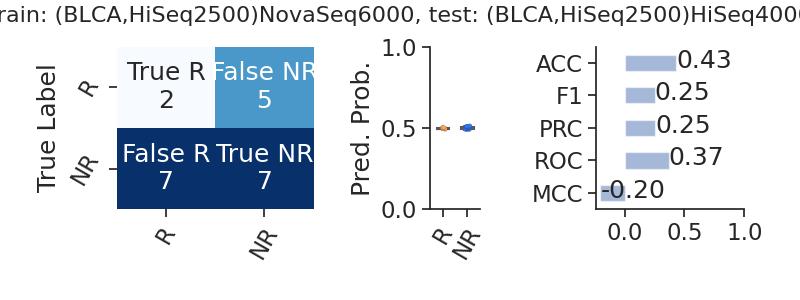 rain: (BLCA,HiSeq2500)NovaSeq6000, test: (BLCA,HiSeq2500)HiSeq400
True Label
R
NR
True R
2
False NR
5
False R
7
True NR
7
R
NR
Pred. Prob.
1.0
0.5
0.0
R
NR
ACC
F1
PRC
ROC
MCC
0.43
0.25
0.25
0.37
-0.20
0.0 0.5 1.0